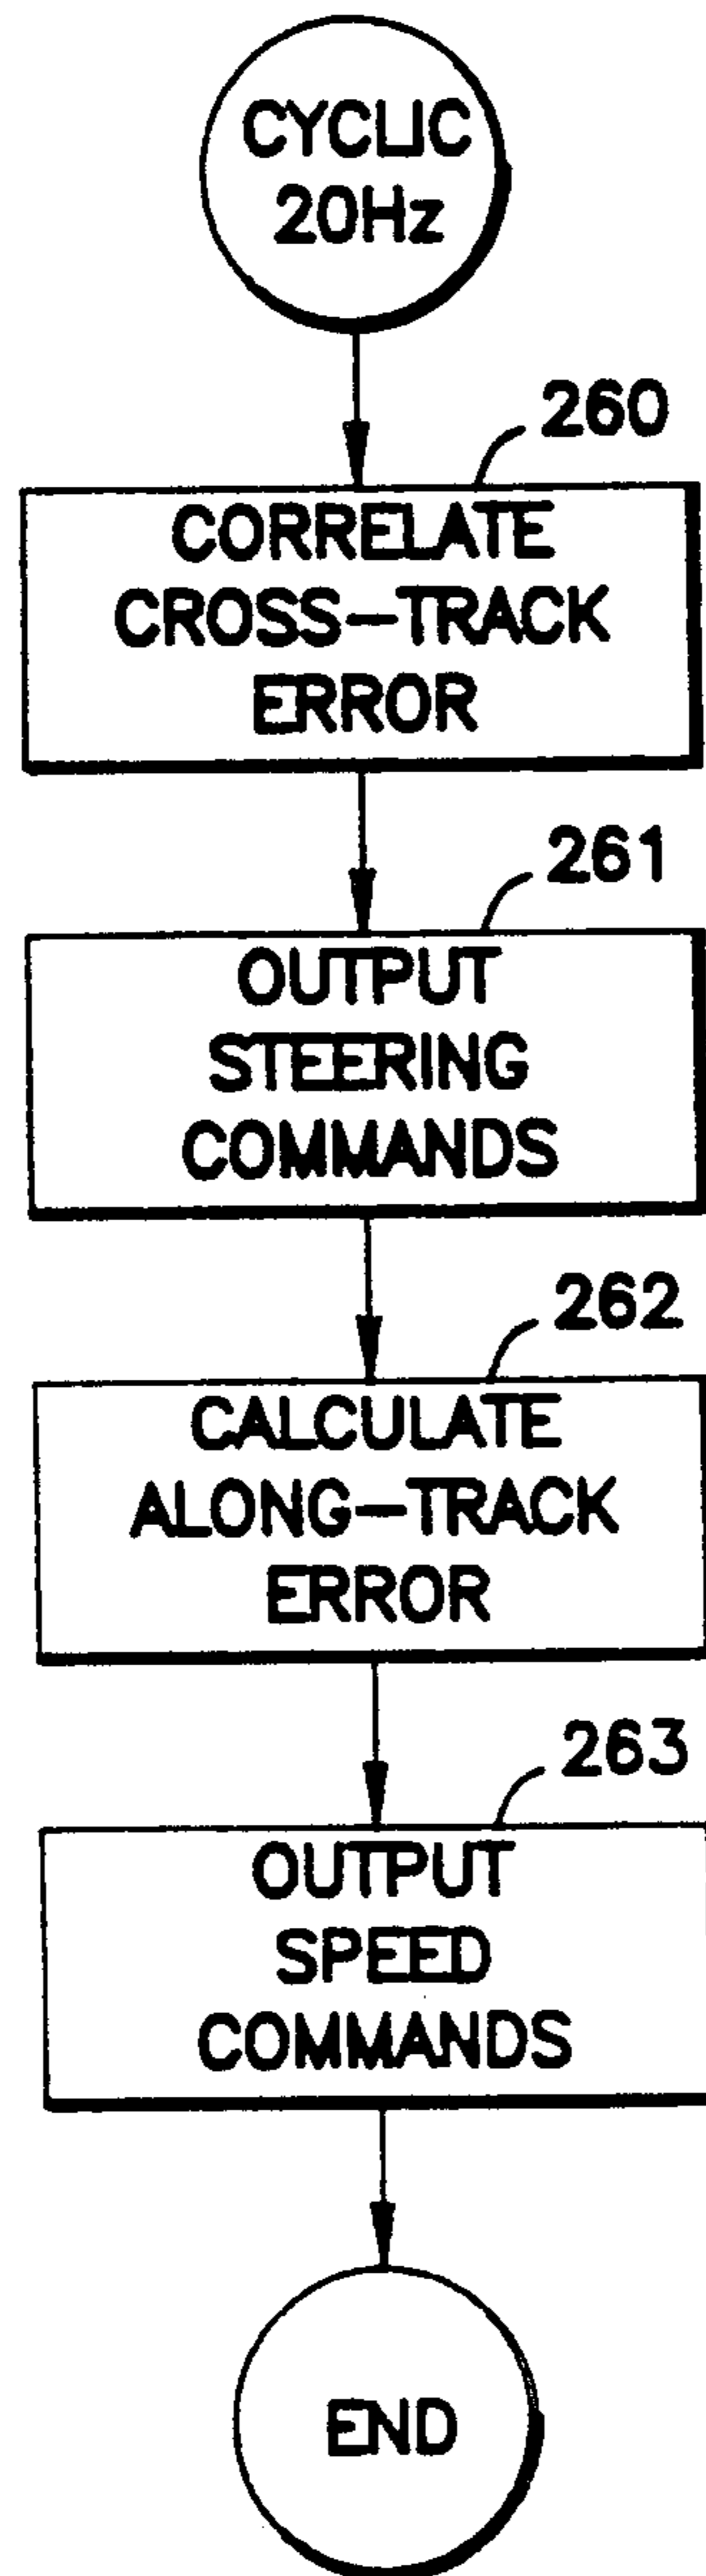 CYCLIC
20Hz
260
CORRELATE
CROSS-TRACK
ERROR
261
OUTPUT
STEERING
COMMANDS
262
CALCULATE
ALONG-TRACK
ERROR
263
OUTPUT
SPEED
COMMANDS
END